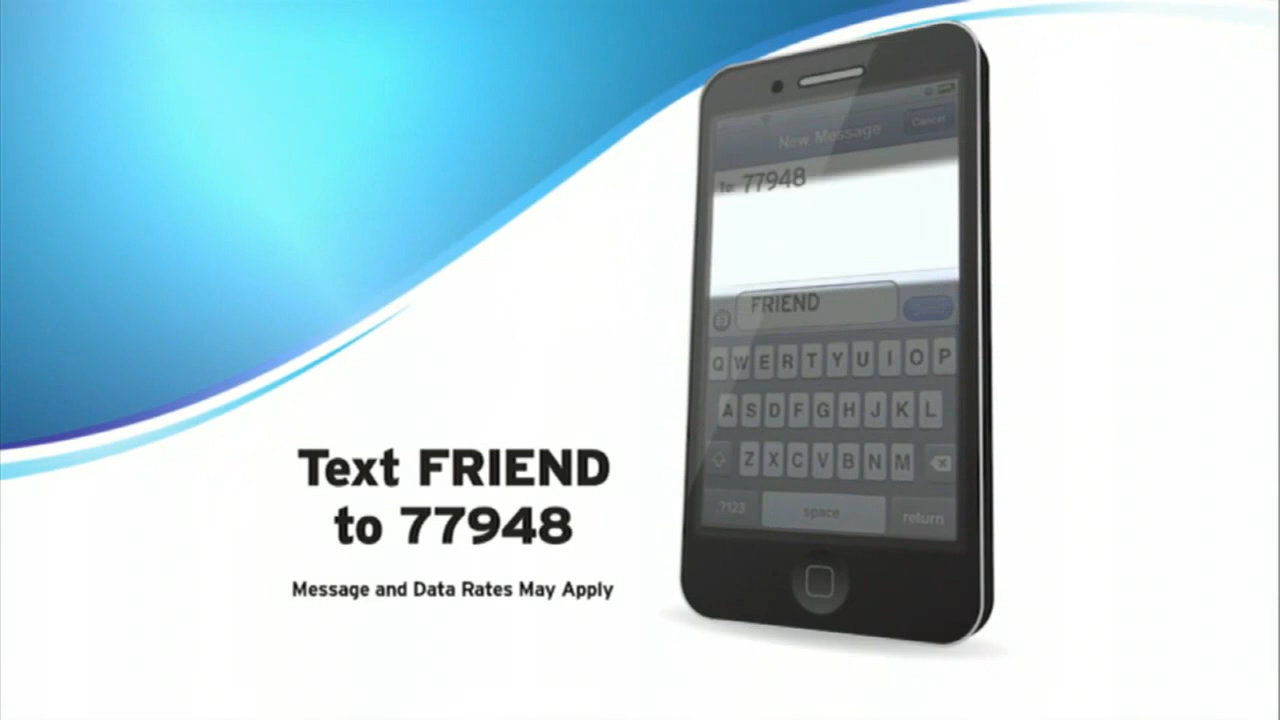 New Message
Cancel
To: 77948
FRIEND
Q W E R T Y U I O P
A S D F G H J K L
Z X C V B N M
.?123
space
return
Text FRIEND
to 77948
Message and Data Rates May Apply